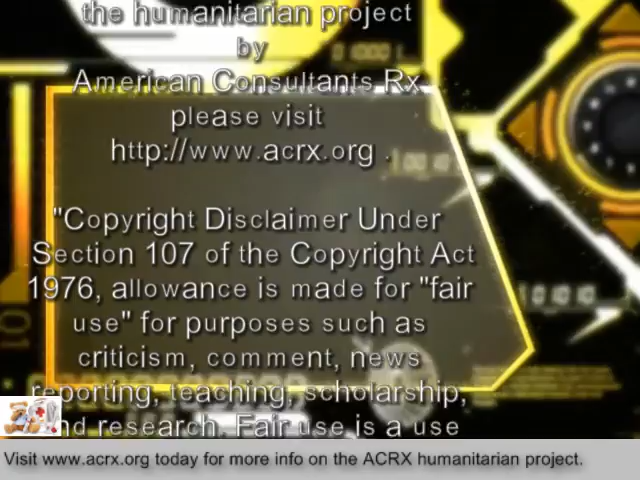 the humanitarian project
by
American Consultants Rx
please visit
http://www.acrx.org .
"Copyright Disclaimer Under
Section 107 of the Copyright Act
1976, allowance is made for "fair
use" for purposes such as
criticism, comment, news
reporting, teaching, scholarship,
and research. Fair use is a use
Visit www.acrx.org today for more info on the ACRX humanitarian project.